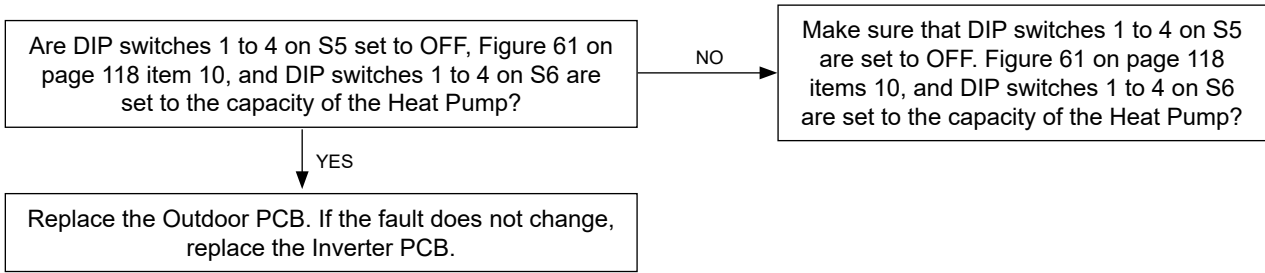 Are DIP switches 1 to 4 on S5 set to OFF, Figure 61 on
page 118 item 10, and DIP switches 1 to 4 on S6 are
set to the capacity of the Heat Pump?
NO
Make sure that DIP switches 1 to 4 on S5
are set to OFF. Figure 61 on page 118
items 10, and DIP switches 1 to 4 on S6
are set to the capacity of the Heat Pump?
YES
Replace the Outdoor PCB. If the fault does not change,
replace the Inverter PCB.